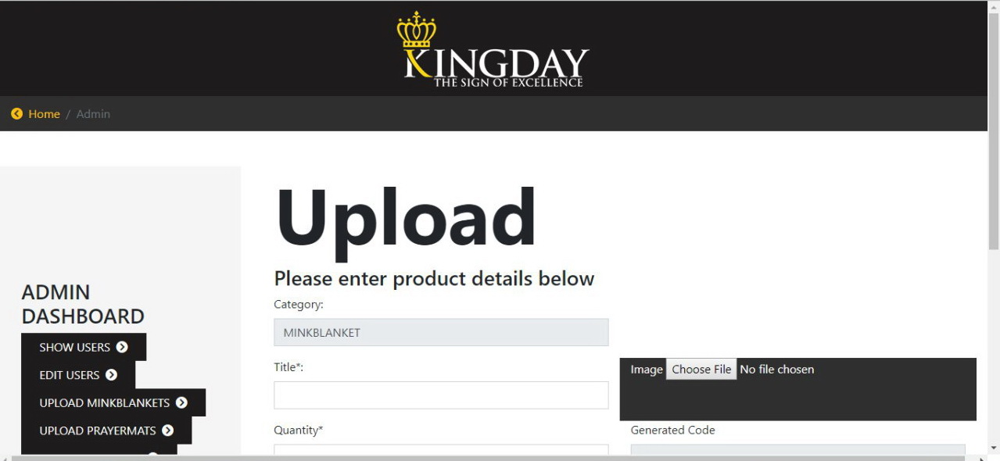 KINGDAY
THE SIGN OF EXCELLENCE
Home / Admin
Upload
Please enter product details below
Category:
MINKBLANKET
Title*:
Image Choose File No file chosen
Quantity*
Generated Code
ADMIN
DASHBOARD
SHOW USERS
EDIT USERS
UPLOAD MINKBLANKETS
UPLOAD PRAYERMATS